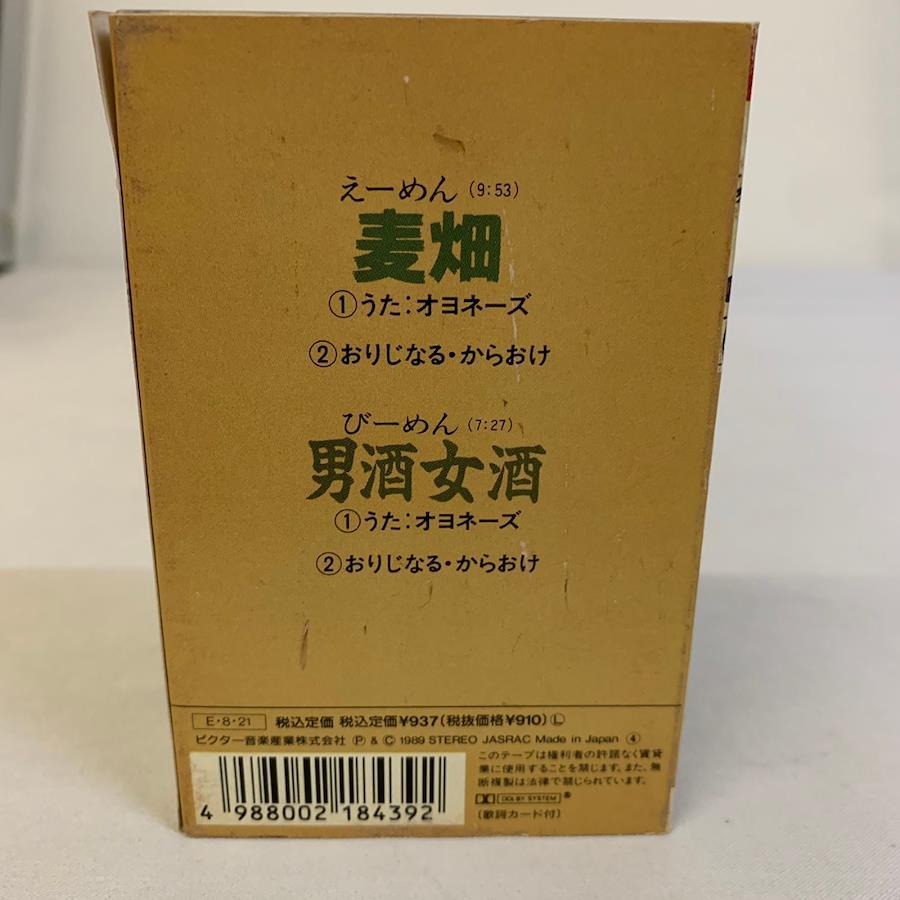 えーめん(9:53)
麦畑
①うた:オヨネーズ
②おりじなる・からおけ
びーめん(7:27)
男酒女酒
①うた:オヨネーズ
②おりじなる・からおけ
E・8・21 税込定価 税込定価¥937(税抜価格¥910)Ⓛ
ビクター音楽産業株式会社 Ⓟ & © 1989 STEREO JASRAC Made in Japan ④
このテープは権利者の許諾なく賃貸
業に使用することを禁じます。また、無
断複製は法律で禁じられています。
DOLBY SYSTEM ®
(歌詞カード付)
4 988002 184392